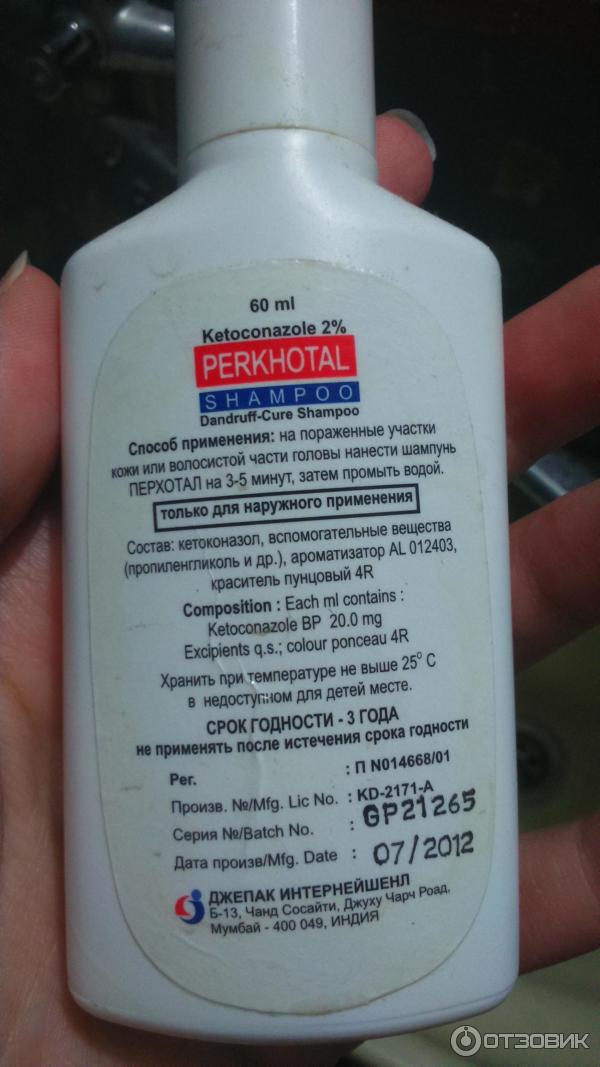 60 ml
Ketoconazole 2%
PERKHOTAL
SHAMPOO
Dandruff-Cure Shampoo
Способ применения: на пораженные участки
кожи или волосистой части головы нанести шампунь
ПЕРХОТАЛ на 3-5 минут, затем промыть водой.
только для наружного применения
Состав: кетоконазол, вспомогательные вещества
(пропиленгликоль и др.), ароматизатор AL 012403,
краситель пунцовый 4R
Composition : Each ml contains :
Ketoconazole BP 20.0 mg
Excipients q.s.; colour ponceau 4R
Хранить при температуре не выше 25° С
в недоступном для детей месте.
СРОК ГОДНОСТИ - 3 ГОДА
не применять после истечения срока годности
Рег. : П N014668/01
Произв. №/Mfg. Lic No. : KD-2171-A
Серия №/Batch No. : GP21265
Дата произв/Mfg. Date : 07/2012
ДЖЕПАК ИНТЕРНЕЙШЕНЛ
Б-13, Чанд Сосайти, Джуху Чарч Роад,
Мумбай - 400 049, ИНДИЯ
ОТЗОВИК